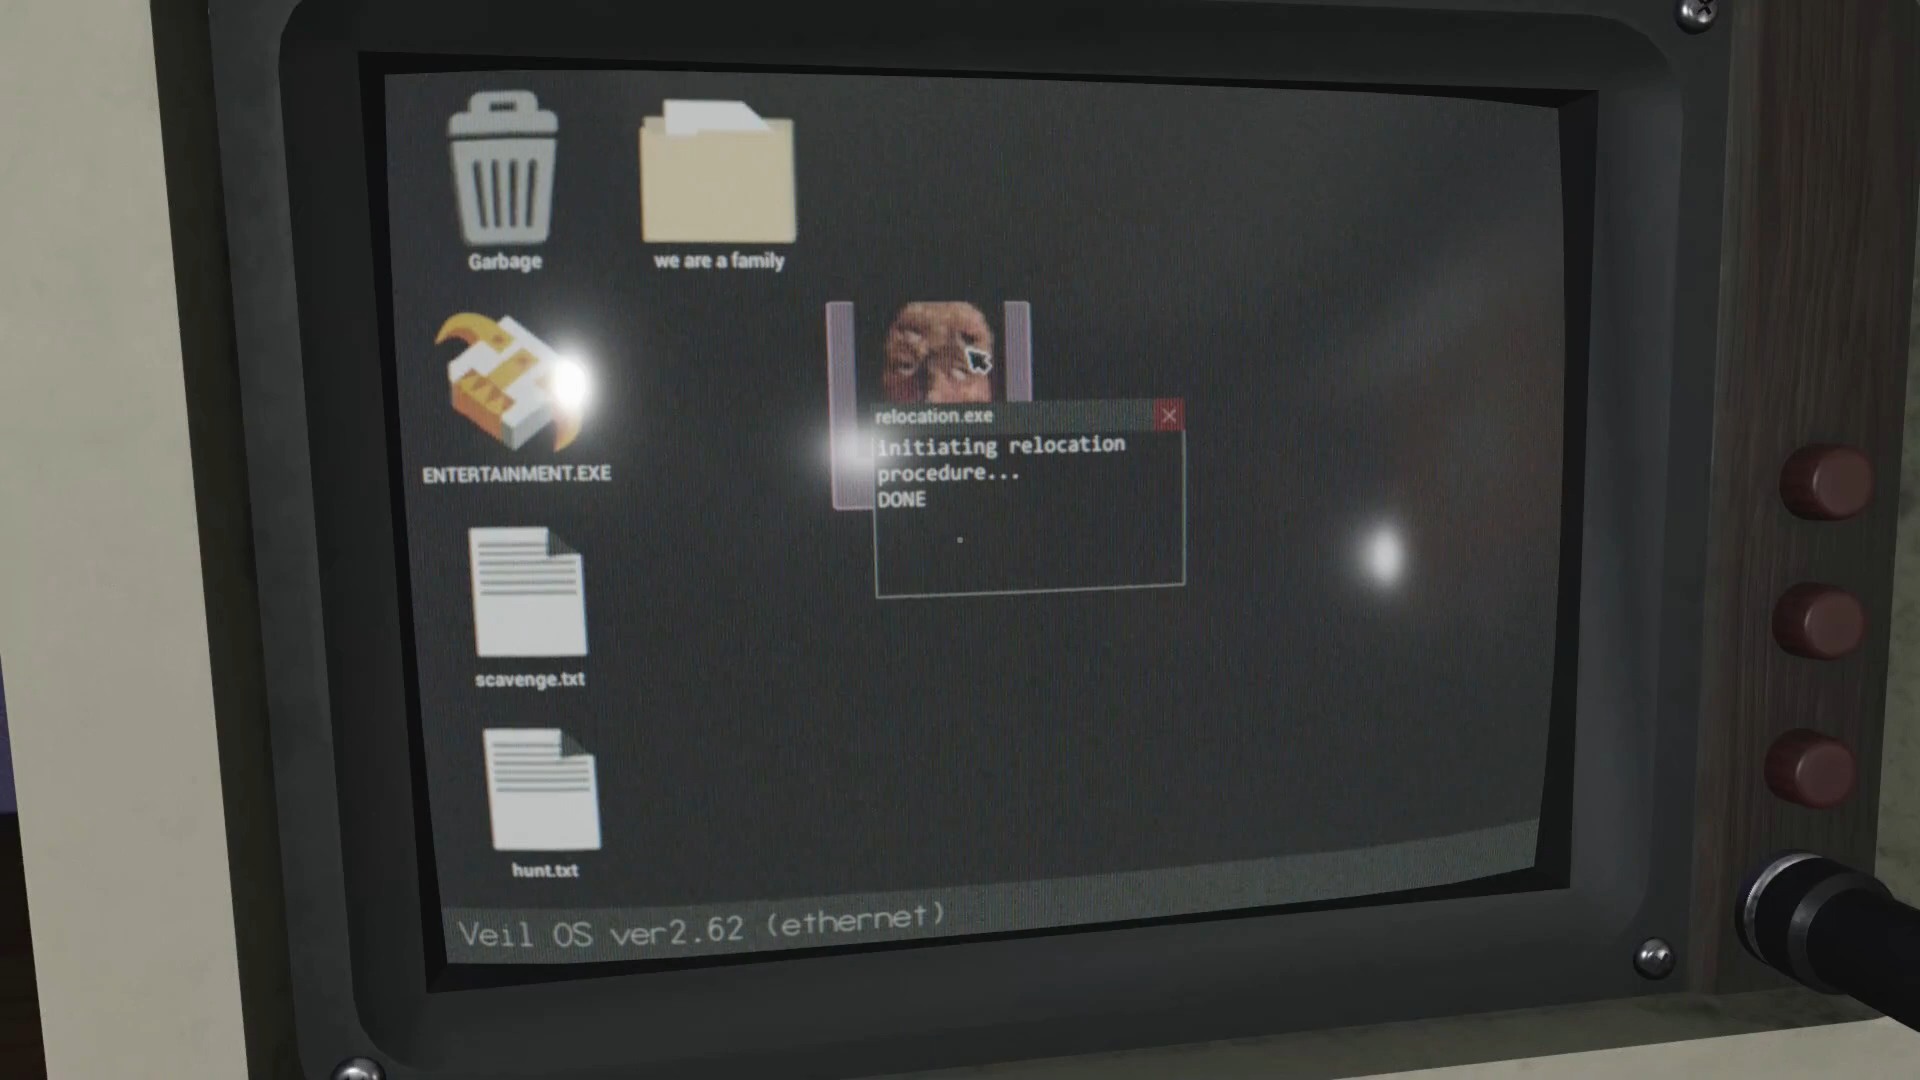 Garbage
we are a family
ENTERTAINMENT.EXE
relocation.exe
initiating relocation
procedure...
DONE
scavenge.txt
hunt.txt
Veil OS ver2.62 (ethernet)